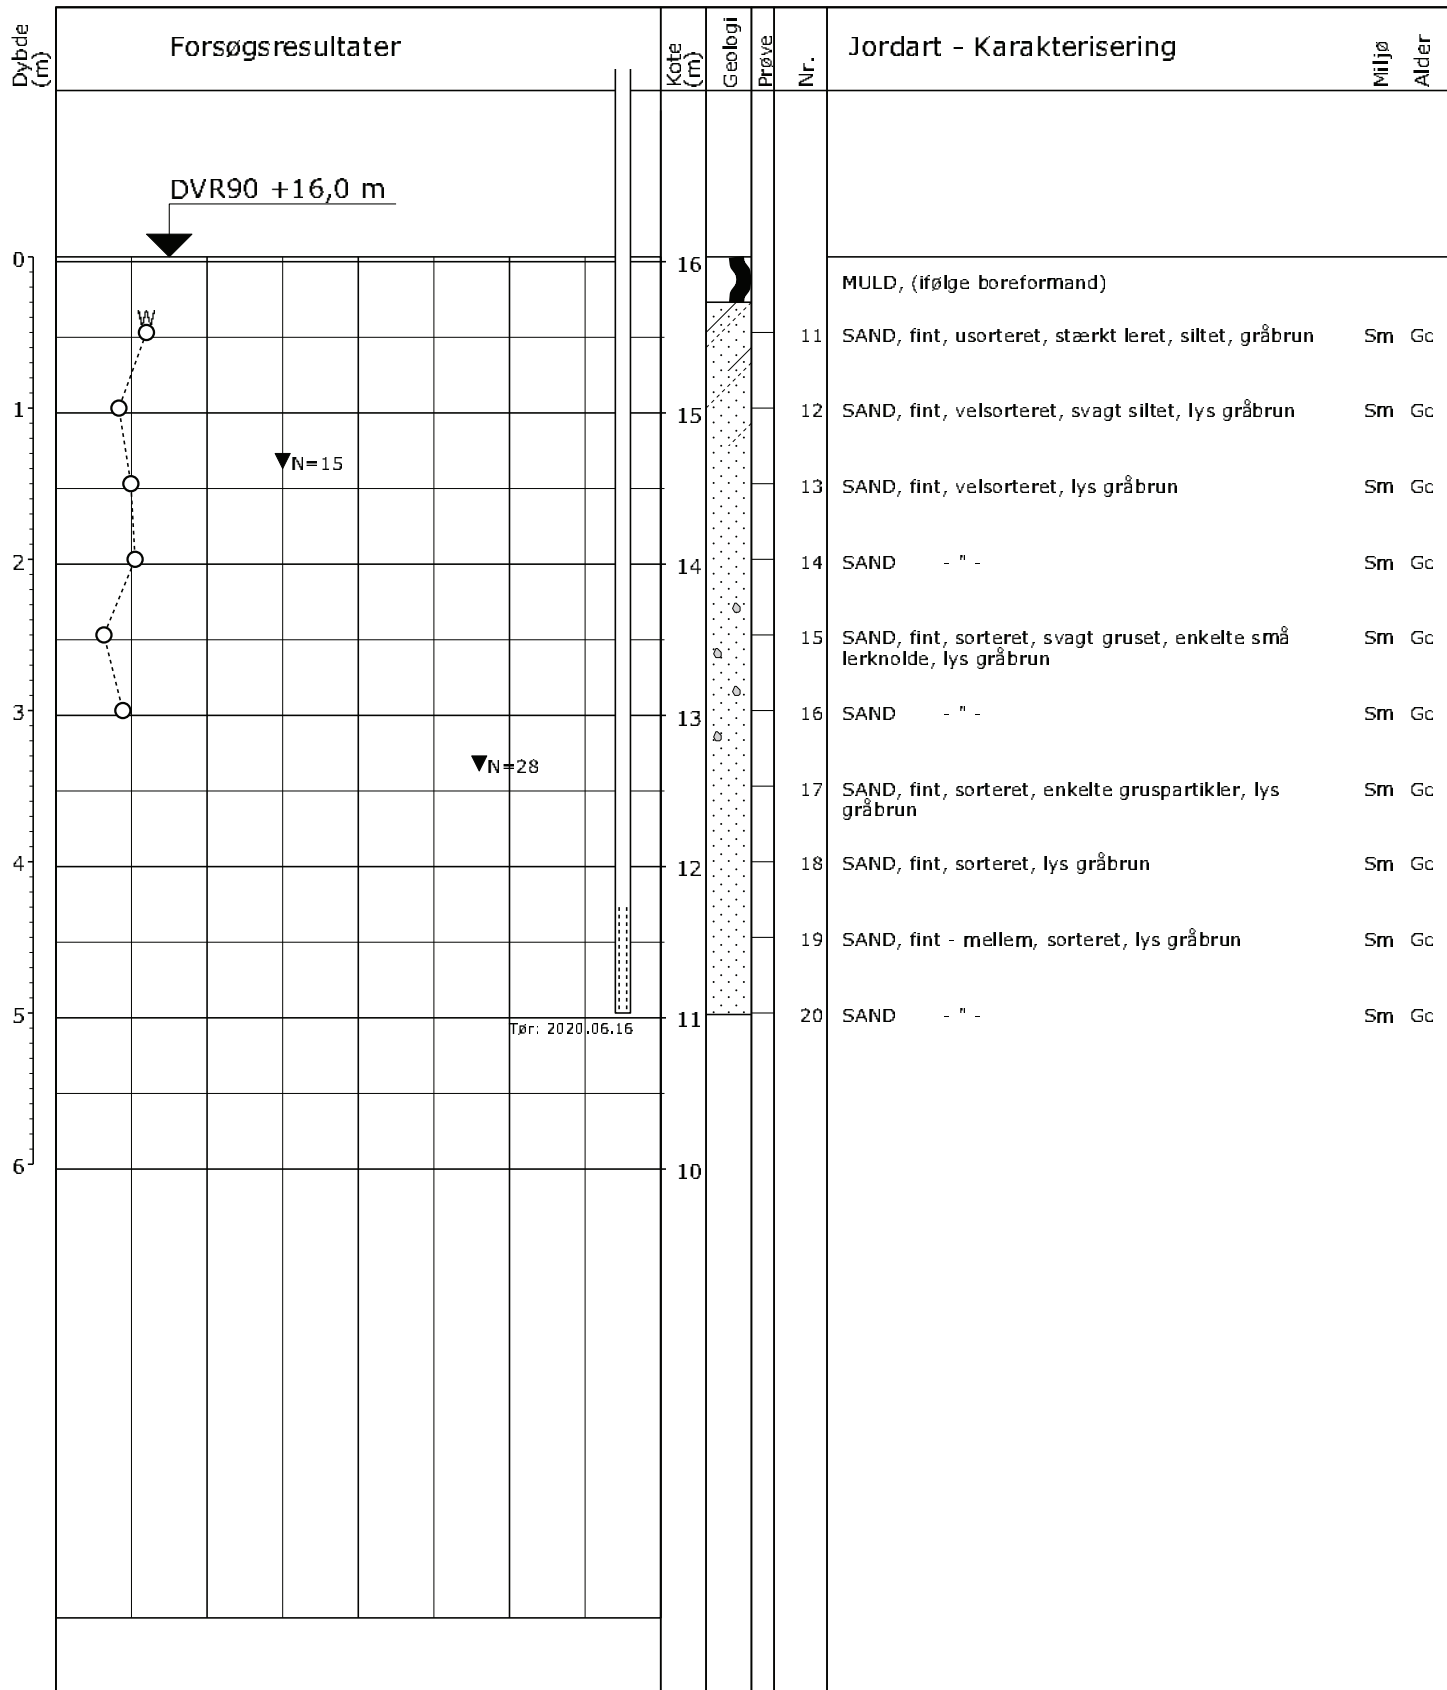 Dybde (m)
Forsøgsresultater
Kote (m)
Geologi
Prøve
Nr.
Jordart - Karakterisering
Miljø
Alder
DVR90 +16,0 m
0
16
MULD, (ifølge boreformand)
W
11 SAND, fint, usorteret, stærkt leret, siltet, gråbrun Sm Gc
1
15
12 SAND, fint, velsorteret, svagt siltet, lys gråbrun Sm Gc
N=15
13 SAND, fint, velsorteret, lys gråbrun Sm Gc
2
14
14 SAND - " - Sm Gc
15 SAND, fint, sorteret, svagt gruset, enkelte små Sm Gc
lerknolde, lys gråbrun
3
13
16 SAND - " - Sm Gc
N=28
17 SAND, fint, sorteret, enkelte gruspartikler, lys Sm Gc
gråbrun
4
12
18 SAND, fint, sorteret, lys gråbrun Sm Gc
19 SAND, fint - mellem, sorteret, lys gråbrun Sm Gc
5
11
20 SAND - " - Sm Gc
Tør: 2020.06.16
6
10